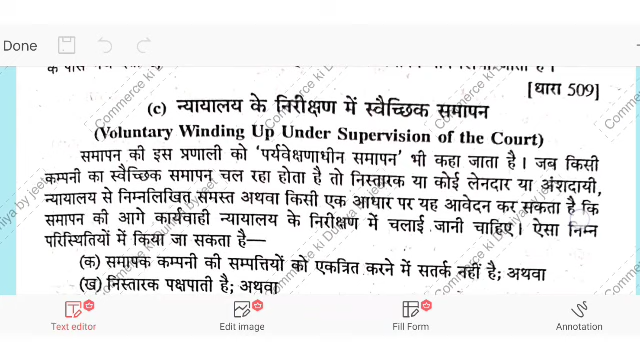 Done
[धारा 509]
(c) न्यायालय के निरीक्षण में स्वैच्छिक समापन
(Voluntary Winding Up Under Supervision of the Court)
समापन की इस प्रणाली को 'पर्यवेक्षणाधीन समापन' भी कहा जाता है। जब किसी
कम्पनी का स्वैच्छिक समापन चल रहा होता है तो निस्तारक या कोई लेनदार या अंशदायी,
न्यायालय से निम्नलिखित समस्त अथवा किसी एक आधार पर यह आवेदन कर सकता है कि
समापन की आगे कार्यवाही न्यायालय के निरीक्षण में चलाई जानी चाहिए। ऐसा निम्न
परिस्थितियों में किया जा सकता है—
(क) समापक कम्पनी की सम्पत्तियों को एकत्रित करने में सतर्क नहीं है; अथवा
(ख) निस्तारक पक्षपाती है; अथवा
Text editor
Edit image
Fill Form
Annotation